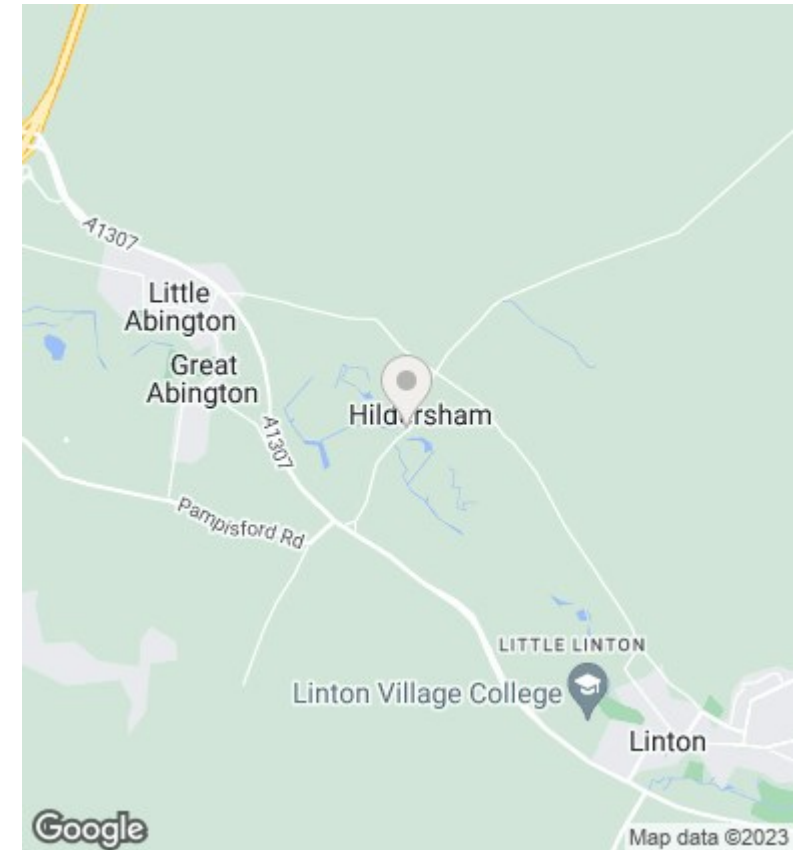 A1307
Little
Abington
Great
Abington
Hildersham
A1307
Pampisford Rd
LITTLE LINTON
Linton Village College
Linton
Google
Map data ©2023